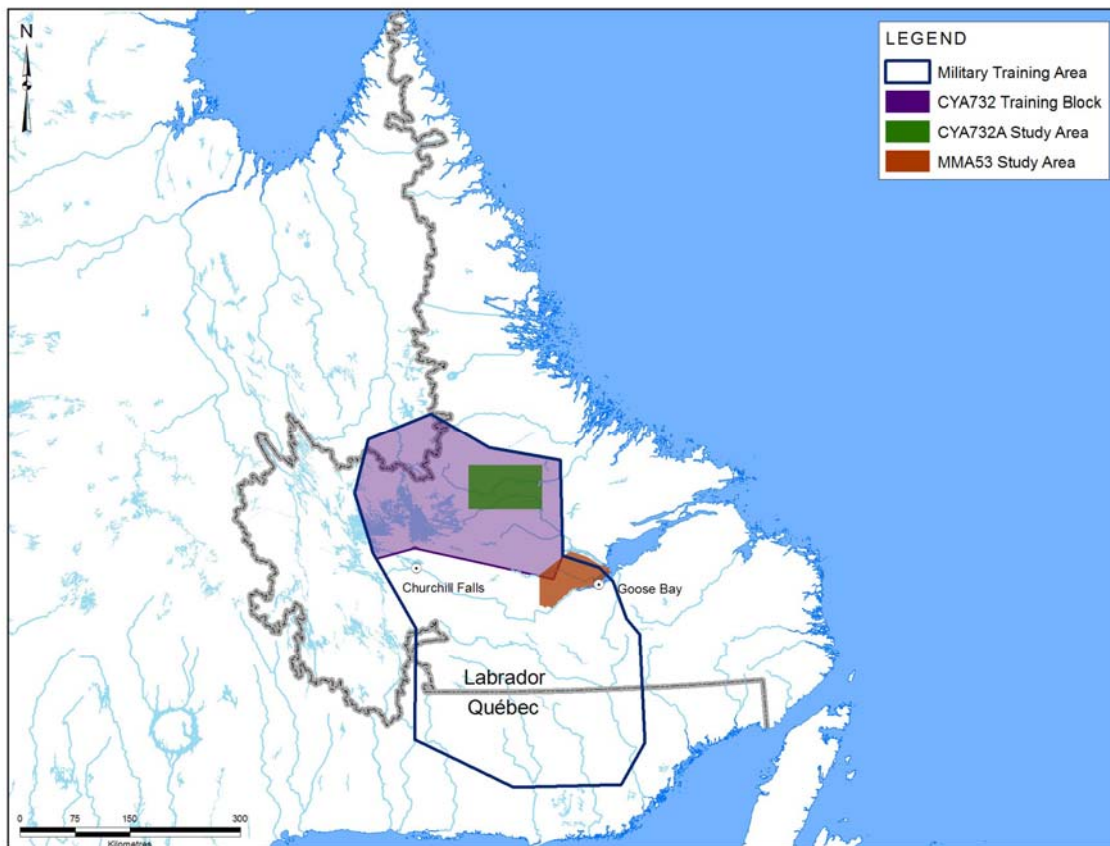 N
LEGEND
Military Training Area
CYA732 Training Block
CYA732A Study Area
MMA53 Study Area
Churchill Falls
Goose Bay
Labrador
Québec
0 75 150 300
Kilometres